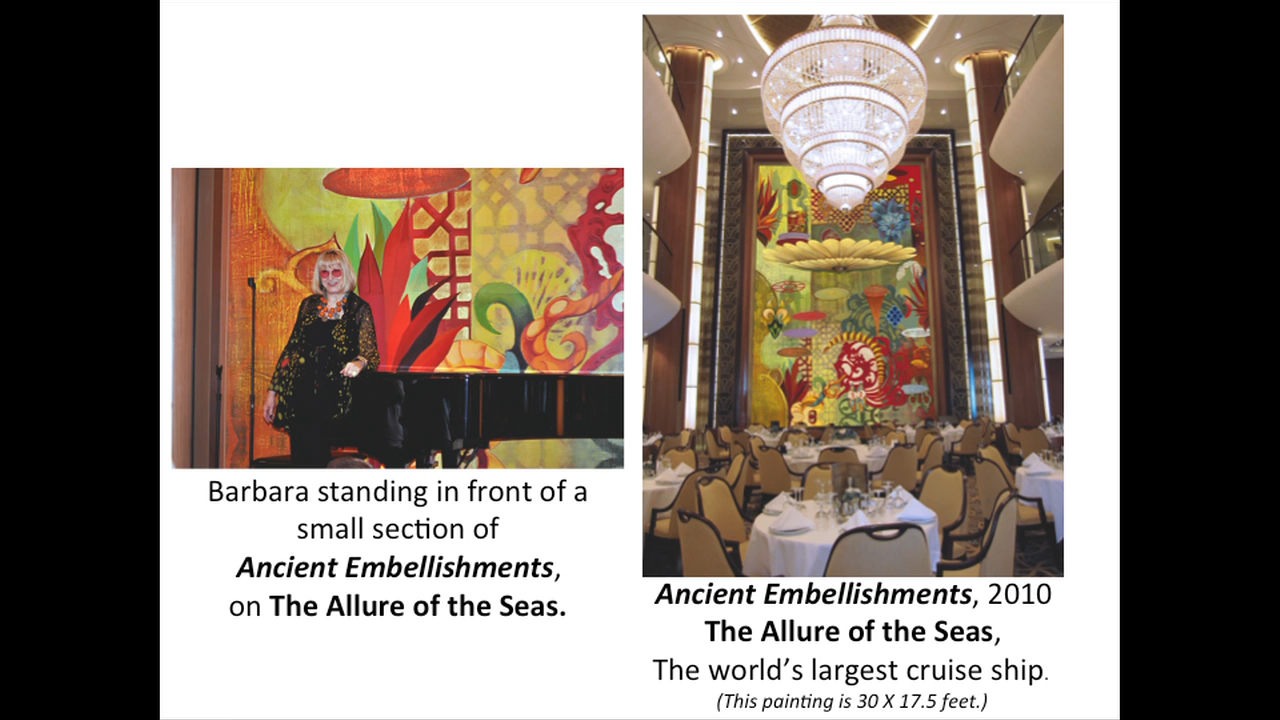 Barbara standing in front of a
small section of
Ancient Embellishments,
on The Allure of the Seas.
Ancient Embellishments, 2010
The Allure of the Seas,
The world’s largest cruise ship.
(This painting is 30 X 17.5 feet.)